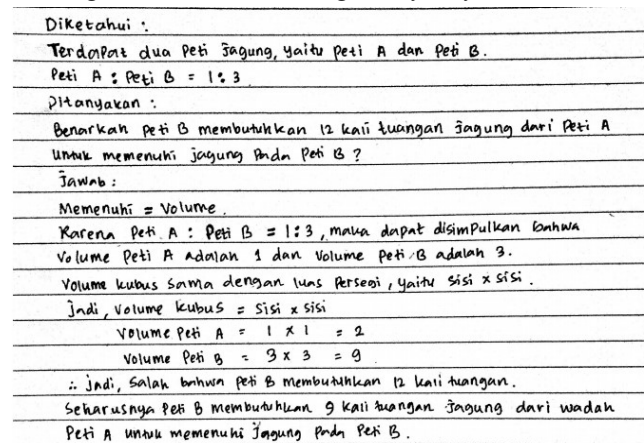 Diketahui :
Terdapat dua Peti Jagung, yaitu Peti A dan Peti B.
Peti A : Peti B = 1:3
Ditanyakan :
Benarkah Peti B membutuhkan 12 kali tuangan Jagung dari Peti A
untuk memenuhi jagung Pada Peti B ?
Jawab :
Memenuhi = Volume.
Karena Peti A : Peti B = 1:3, maka dapat disimpulkan bahwa
Volume Peti A adalah 1 dan Volume Peti B adalah 3.
Volume kubus sama dengan luas Persegi, yaitu sisi x sisi.
Jadi, Volume kubus = sisi x sisi
Volume Peti A = 1 x 1 = 2
Volume Peti B = 3 x 3 = 9
∴ jadi, Salah bahwa Peti B membutuhkan 12 kali tuangan.
Seharusnya Peti B membutuhkan 9 kali tuangan Jagung dari wadah
Peti A untuk memenuhi Jagung Pada Peti B.